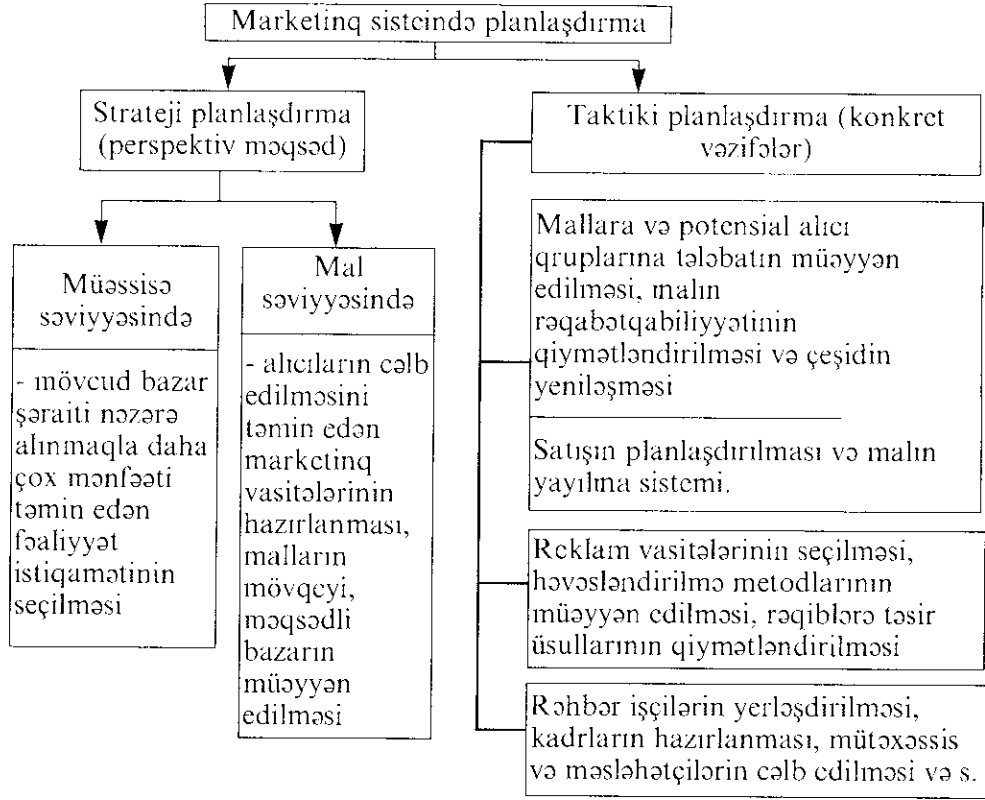 Marketinq sisteində planlaşdırma
Strateji planlaşdırma
(perspektiv məqsəd)
Müəssisə
səviyyəsində
- mövcud bazar
şəraiti nəzərə
alınmaqla daha
çox mənfəəti
təmin edən
fəaliyyət
istiqamətinin
seçilməsi
Mal
səviyyəsində
- alıcıların cəlb
edilməsini
təmin edən
marketinq
vasitələrinin
hazırlanması,
malların
mövqeyi,
məqsədli
bazarın
müəyyən
edilməsi
Taktiki planlaşdırma (konkret
vəzifələr)
Mallara və potensial alıcı
qruplarına tələbatın müəyyən
edilməsi, malın
rəqabətqabiliyyətinin
qiymətləndirilməsi və çeşidin
yeniləşməsi
Satışın planlaşdırılması və malın
yayılma sistemi.
Reklam vasitələrinin seçilməsi,
həvəsləndirilmə metodlarının
müəyyən edilməsi, rəqiblərə təsir
üsullarının qiymətləndirilməsi
Rəhbər işçilərin yerləşdirilməsi,
kadrların hazırlanması, mütəxəssis
və məsləhətçilərin cəlb edilməsi və s.